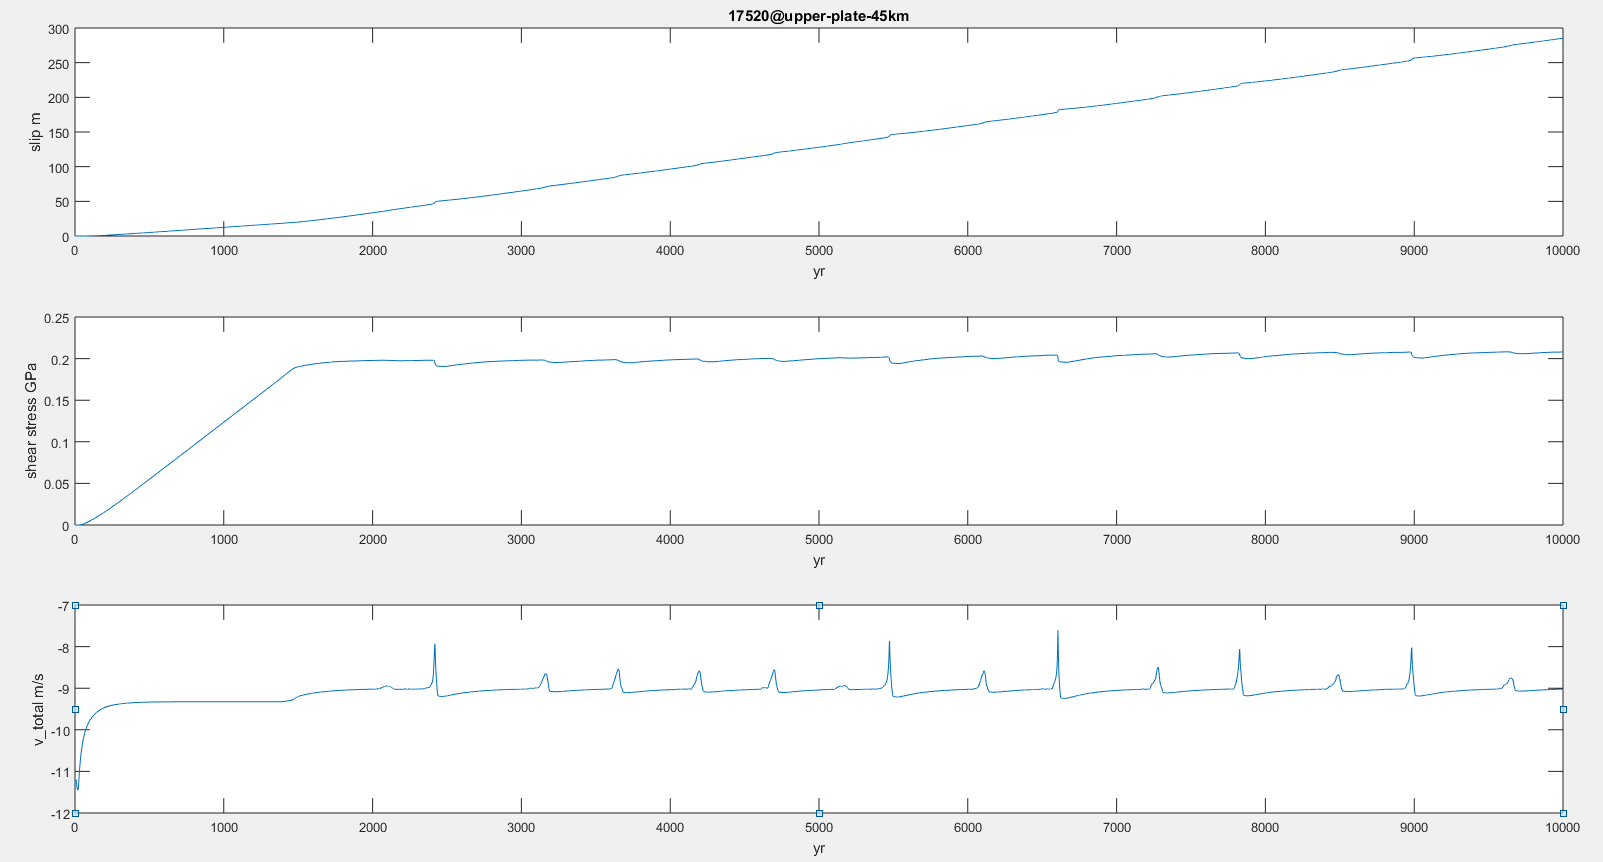 17520@upper-plate-45km
300
250
200
150
100
50
0
slip m
0 1000 2000 3000 4000 5000 6000 7000 8000 9000 10000
yr
0.25
0.2
0.15
0.1
0.05
0
shear stress GPa
0 1000 2000 3000 4000 5000 6000 7000 8000 9000 10000
yr
-7
-8
-9
-10
-11
-12
v_total m/s
0 1000 2000 3000 4000 5000 6000 7000 8000 9000 10000
yr